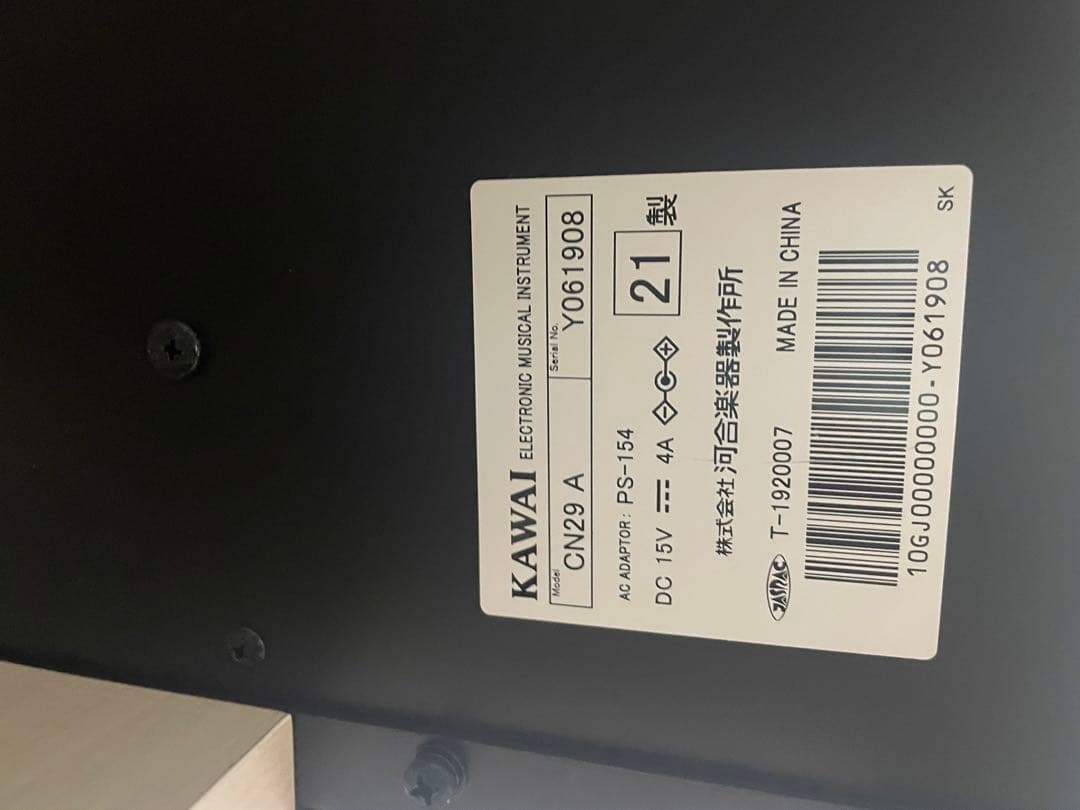 KAWAI ELECTRONIC MUSICAL INSTRUMENT
Model
CN29 A
Serial No.
Y061908
AC ADAPTOR: PS-154
DC 15V ⎓ 4A
21 製
株式会社 河合楽器製作所
JASRAC T-1920007 MADE IN CHINA
10GJ00000000-Y061908
SK